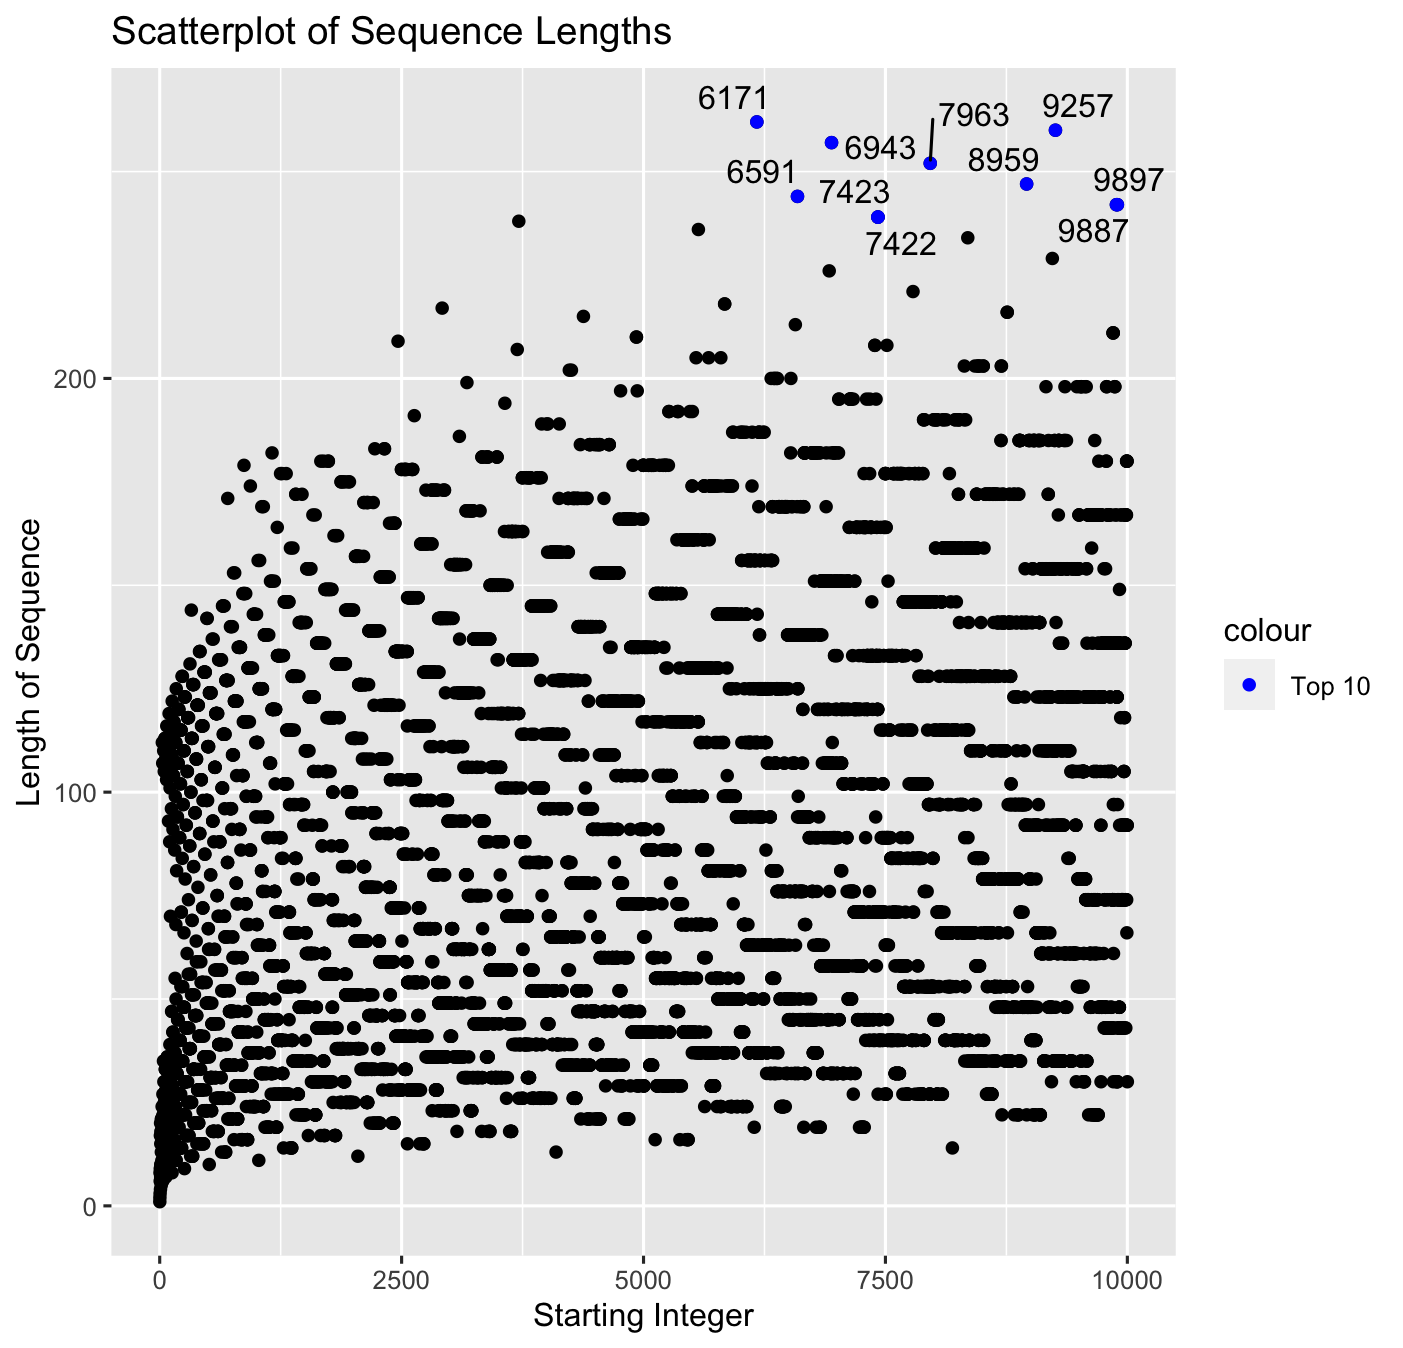 Scatterplot of Sequence Lengths
6171
7963
9257
6943
8959
6591
7423
9897
7422
9887
200
100
0
Length of Sequence
0 2500 5000 7500 10000
Starting Integer
colour
Top 10